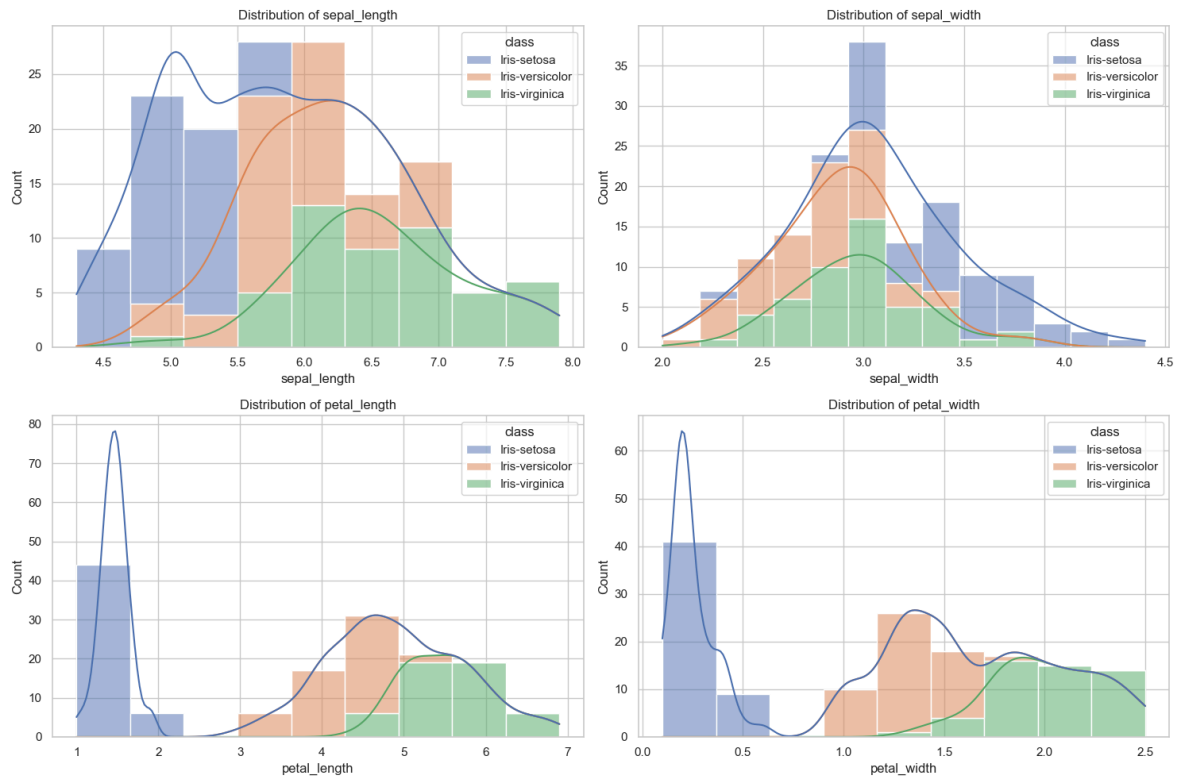 Distribution of sepal_length
class
Iris-setosa
Iris-versicolor
Iris-virginica
Count
25
20
15
10
5
0
4.5 5.0 5.5 6.0 6.5 7.0 7.5 8.0
sepal_length
Distribution of sepal_width
class
Iris-setosa
Iris-versicolor
Iris-virginica
Count
35
30
25
20
15
10
5
0
2.0 2.5 3.0 3.5 4.0 4.5
sepal_width
Distribution of petal_length
class
Iris-setosa
Iris-versicolor
Iris-virginica
Count
80
70
60
50
40
30
20
10
0
1 2 3 4 5 6 7
petal_length
Distribution of petal_width
class
Iris-setosa
Iris-versicolor
Iris-virginica
Count
60
50
40
30
20
10
0
0.0 0.5 1.0 1.5 2.0 2.5
petal_width